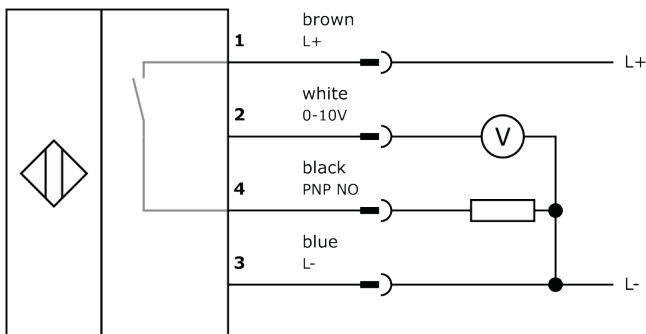 brown
1 L+ L+
white
2 0-10V V
black
4 PNP NO
blue
3 L- L-